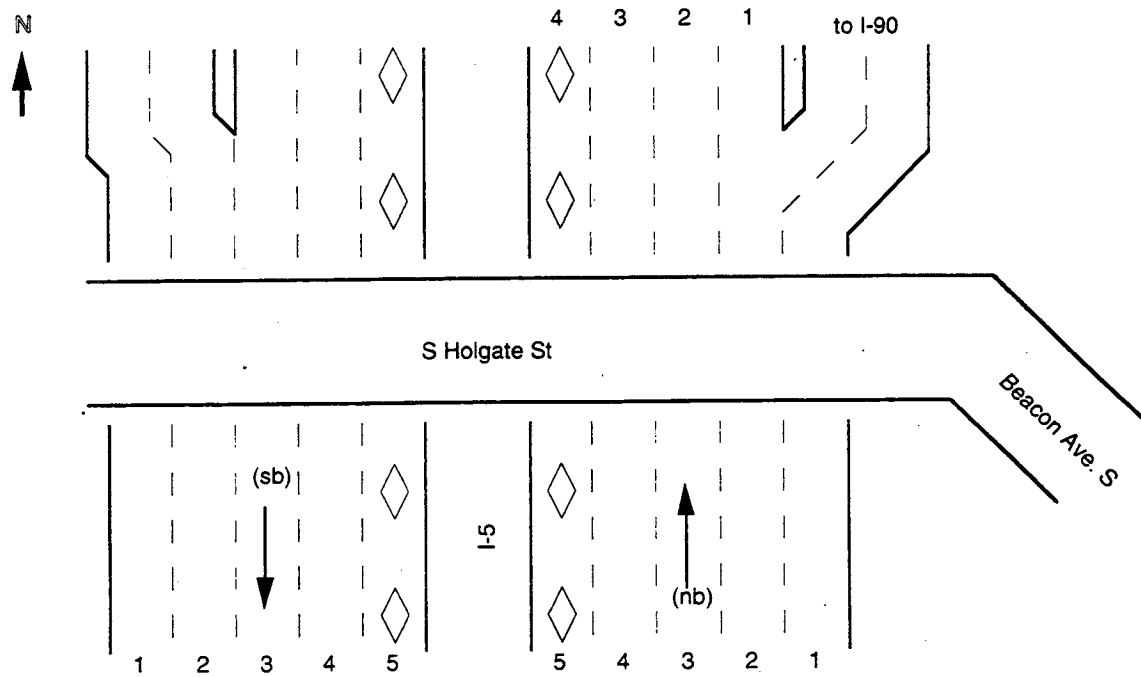 N
4 3 2 1 to I-90
S Holgate St
Beacon Ave. S
(sb)
I-5
(nb)
1 2 3 4 5 5 4 3 2 1